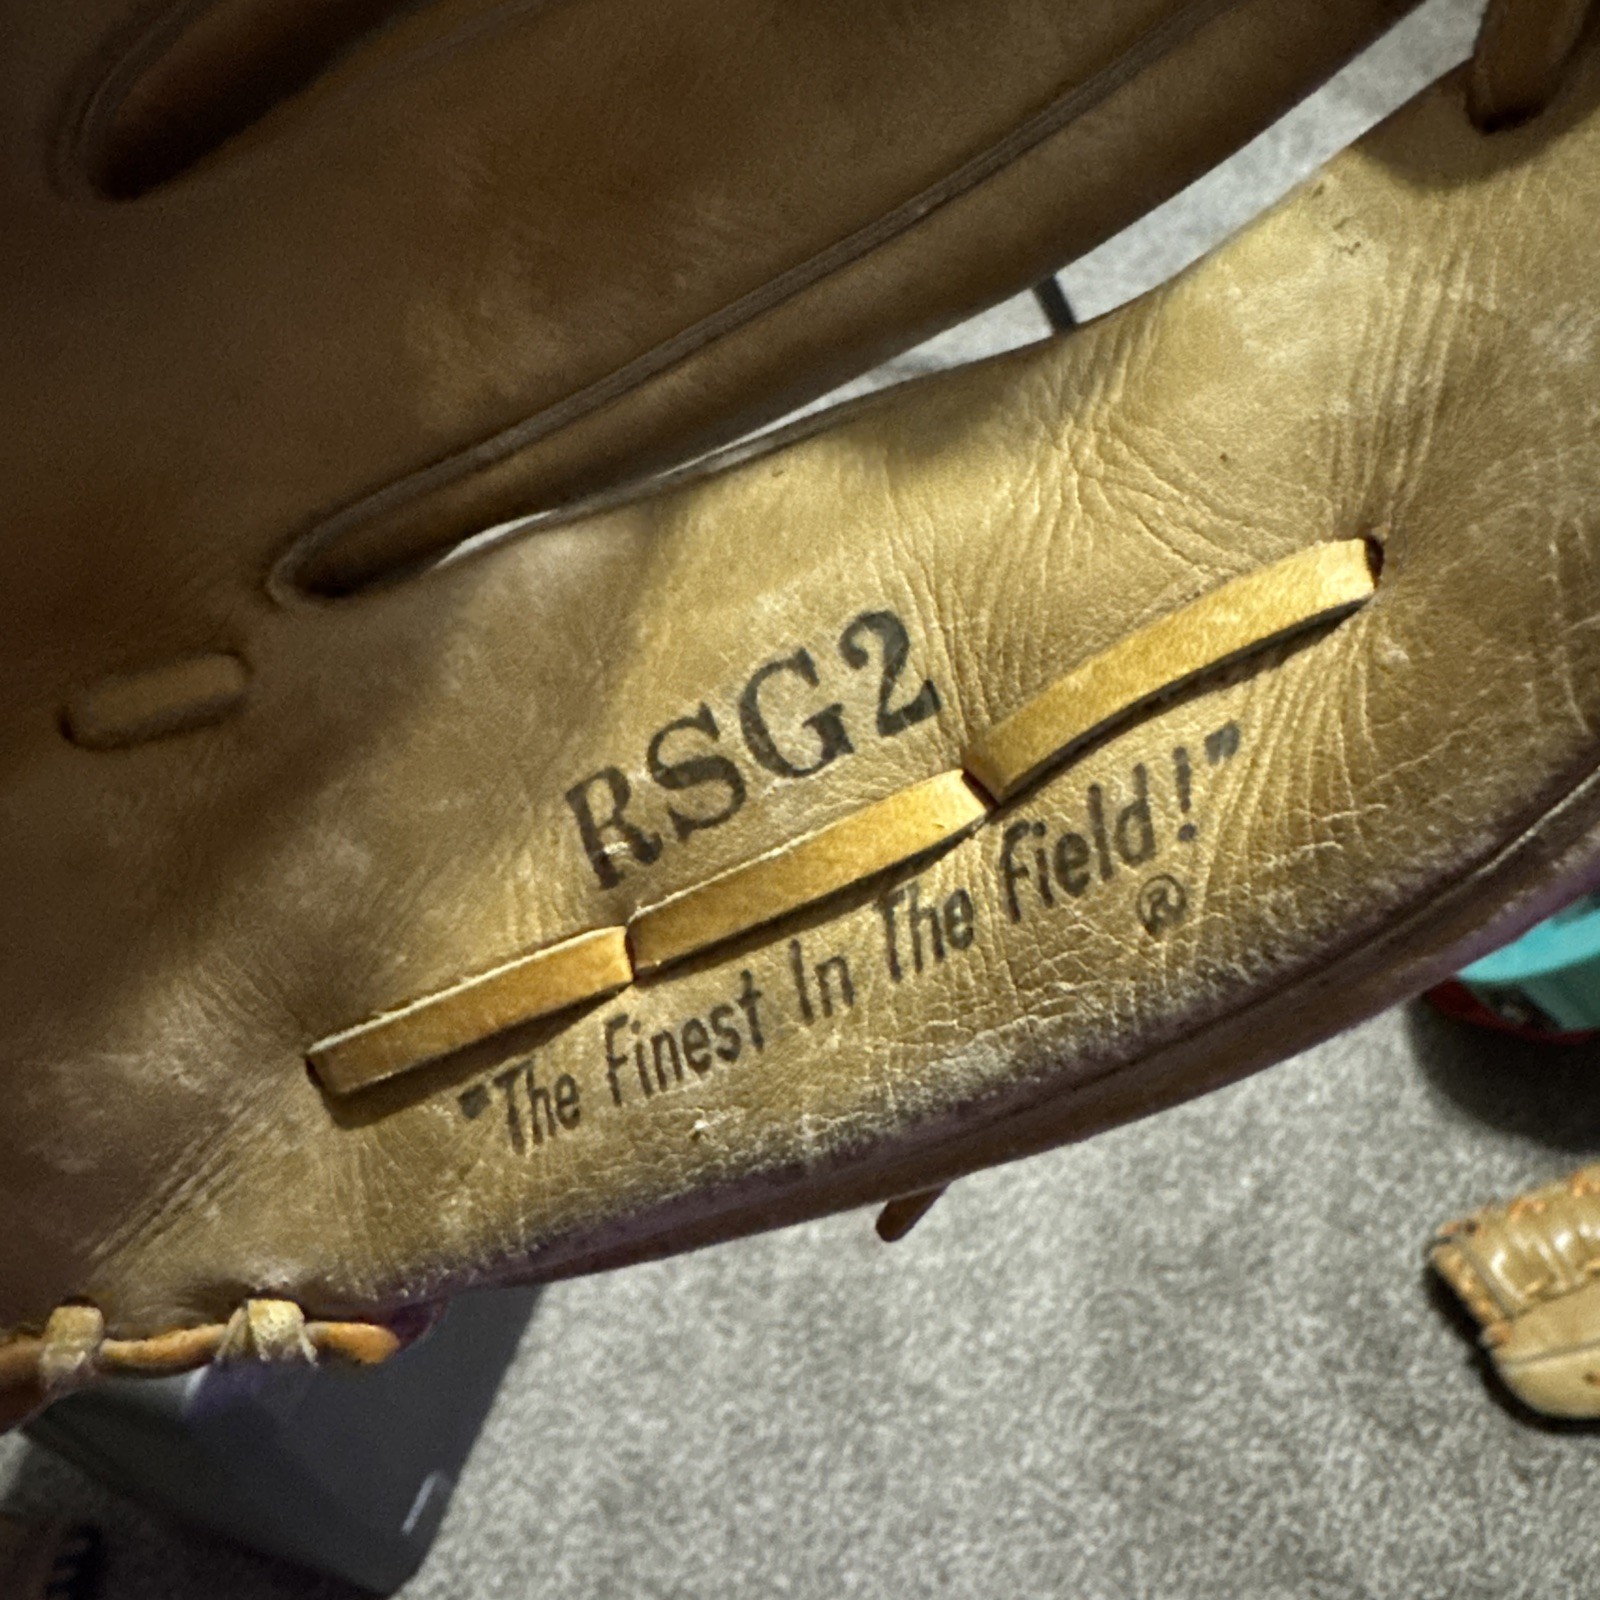 RSG2
"The Finest In The Field!"
®